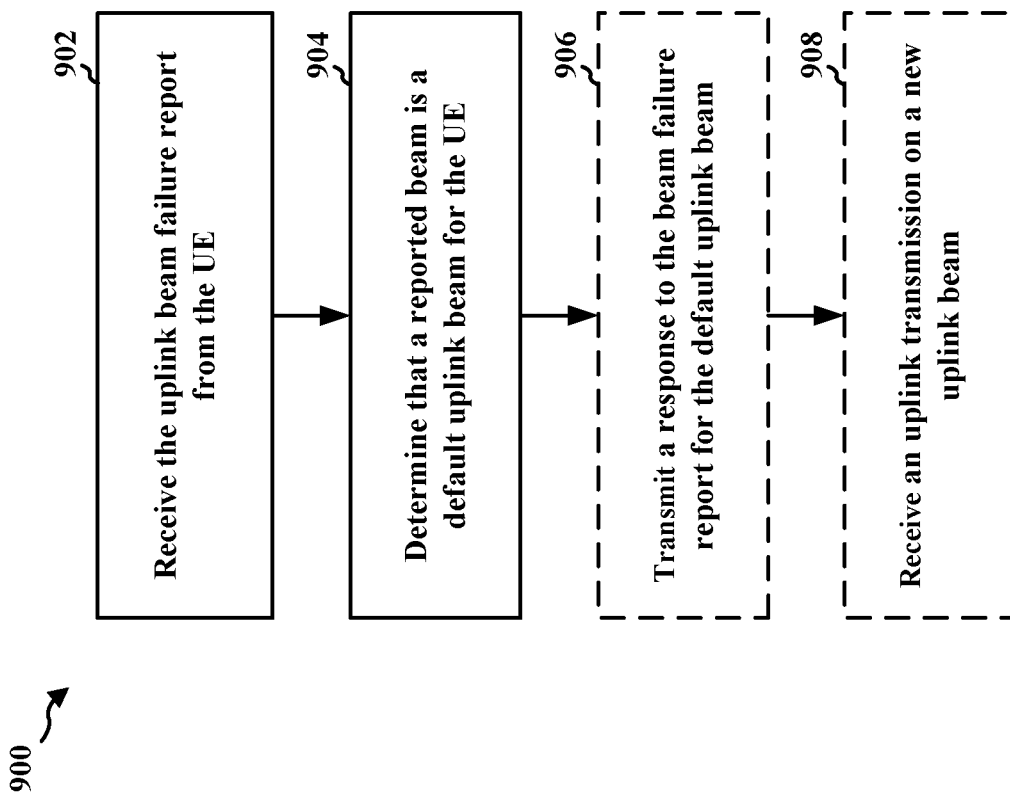 900
902
Receive the uplink beam failure report
from the UE
904
Determine that a reported beam is a
default uplink beam for the UE
906
Transmit a response to the beam failure
report for the default uplink beam
908
Receive an uplink transmission on a new
uplink beam